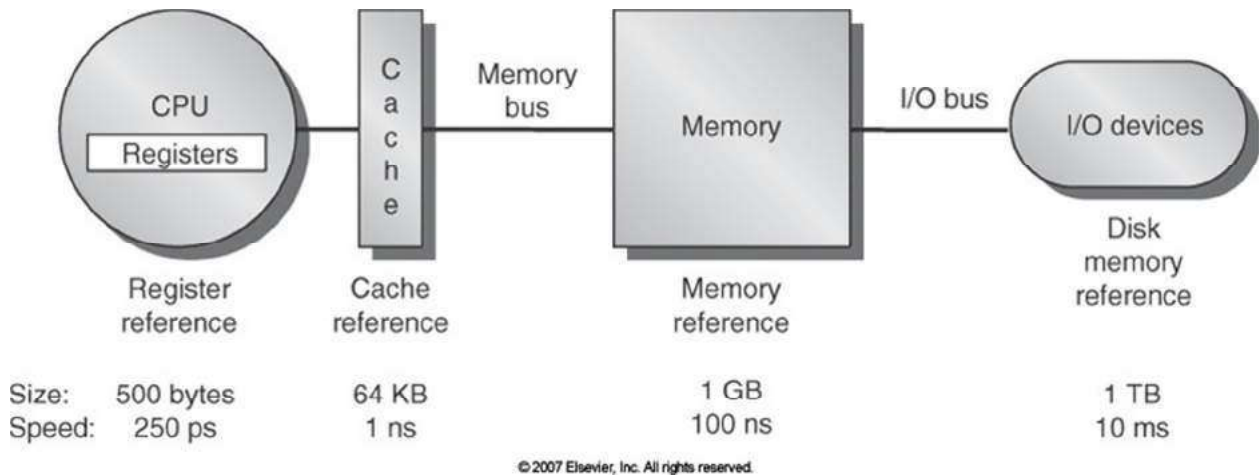 CPU
Registers
C
a
c
h
e
Memory
bus
Memory
I/O bus
I/O devices
Register
reference
Cache
reference
Memory
reference
Disk
memory
reference
Size: 500 bytes 64 KB 1 GB 1 TB
Speed: 250 ps 1 ns 100 ns 10 ms
© 2007 Elsevier, Inc. All rights reserved.